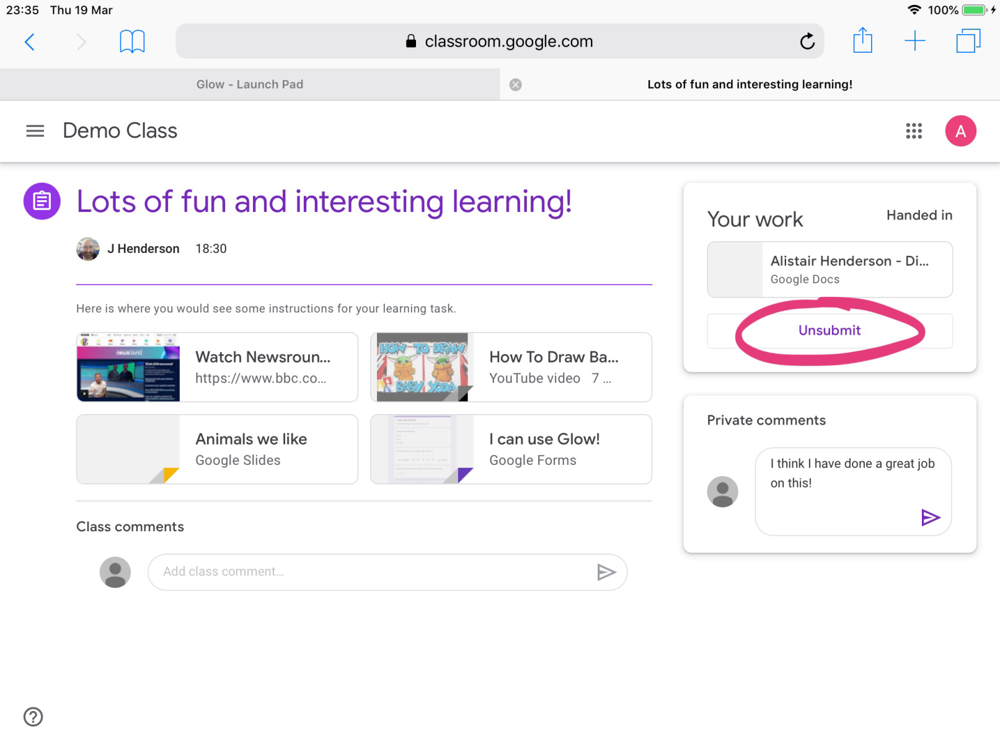 23:35 Thu 19 Mar
100%
classroom.google.com
Glow - Launch Pad
Lots of fun and interesting learning!
Demo Class
A
Lots of fun and interesting learning!
J Henderson 18:30
Here is where you would see some instructions for your learning task.
newsround
Watch Newsroun...
https://www.bbc.co...
HOW TO DRAW
BABY YODA
How To Draw Ba...
YouTube video 7 ...
Animals we like
Google Slides
I can use Glow!
Google Forms
Class comments
Add class comment...
Your work
Handed in
Alistair Henderson - Di...
Google Docs
Unsubmit
Private comments
I think I have done a great job
on this!